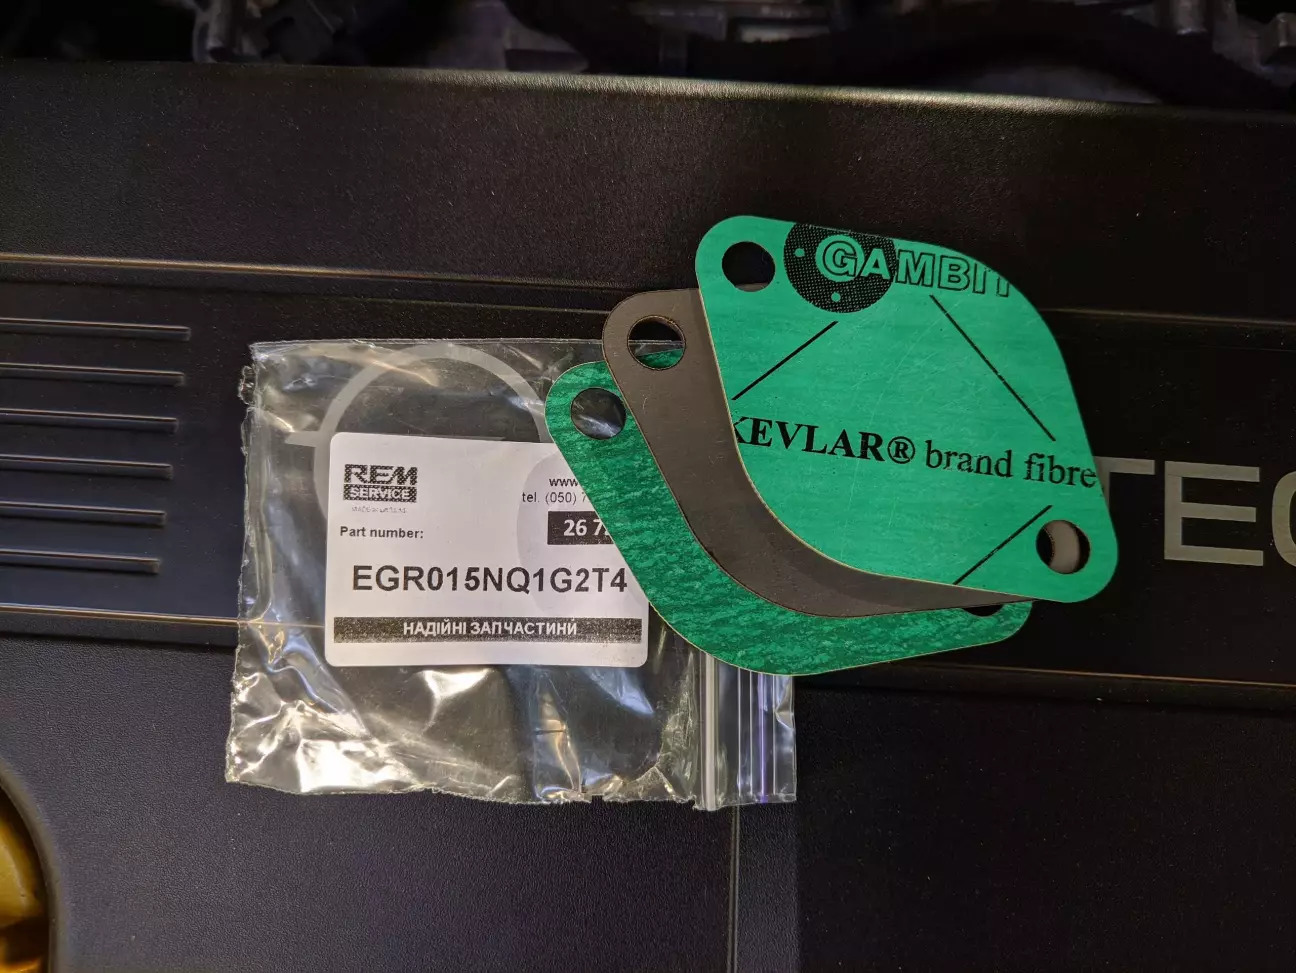 GAMBIT
KEVLAR® brand fibre
TEC
REM
SERVICE
www
tel. (050) 7
Part number:
26 7
EGR015NQ1G2T4
НАДІЙНІ ЗАПЧАСТИНИ